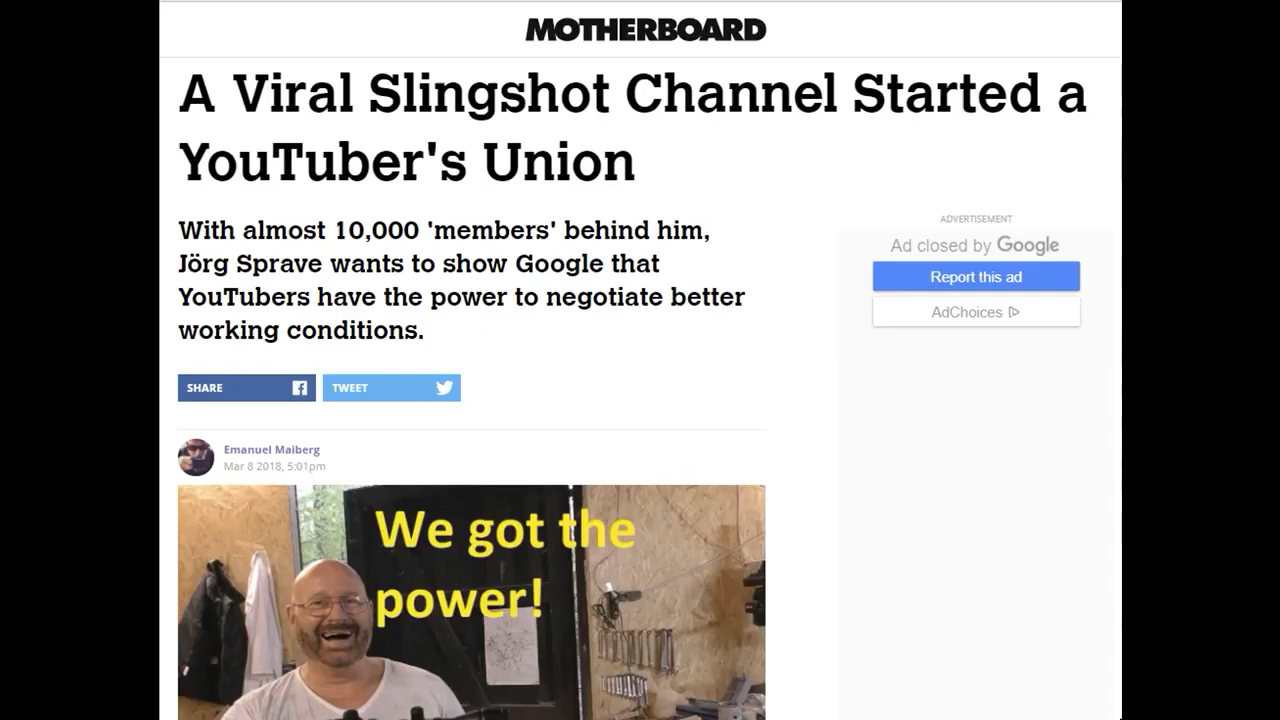 MOTHERBOARD
A Viral Slingshot Channel Started a
YouTuber's Union
With almost 10,000 'members' behind him,
Jörg Sprave wants to show Google that
YouTubers have the power to negotiate better
working conditions.
ADVERTISEMENT
Ad closed by Google
Report this ad
AdChoices
SHARE
TWEET
Emanuel Maiberg
Mar 8 2018, 5:01pm
We got the
power!